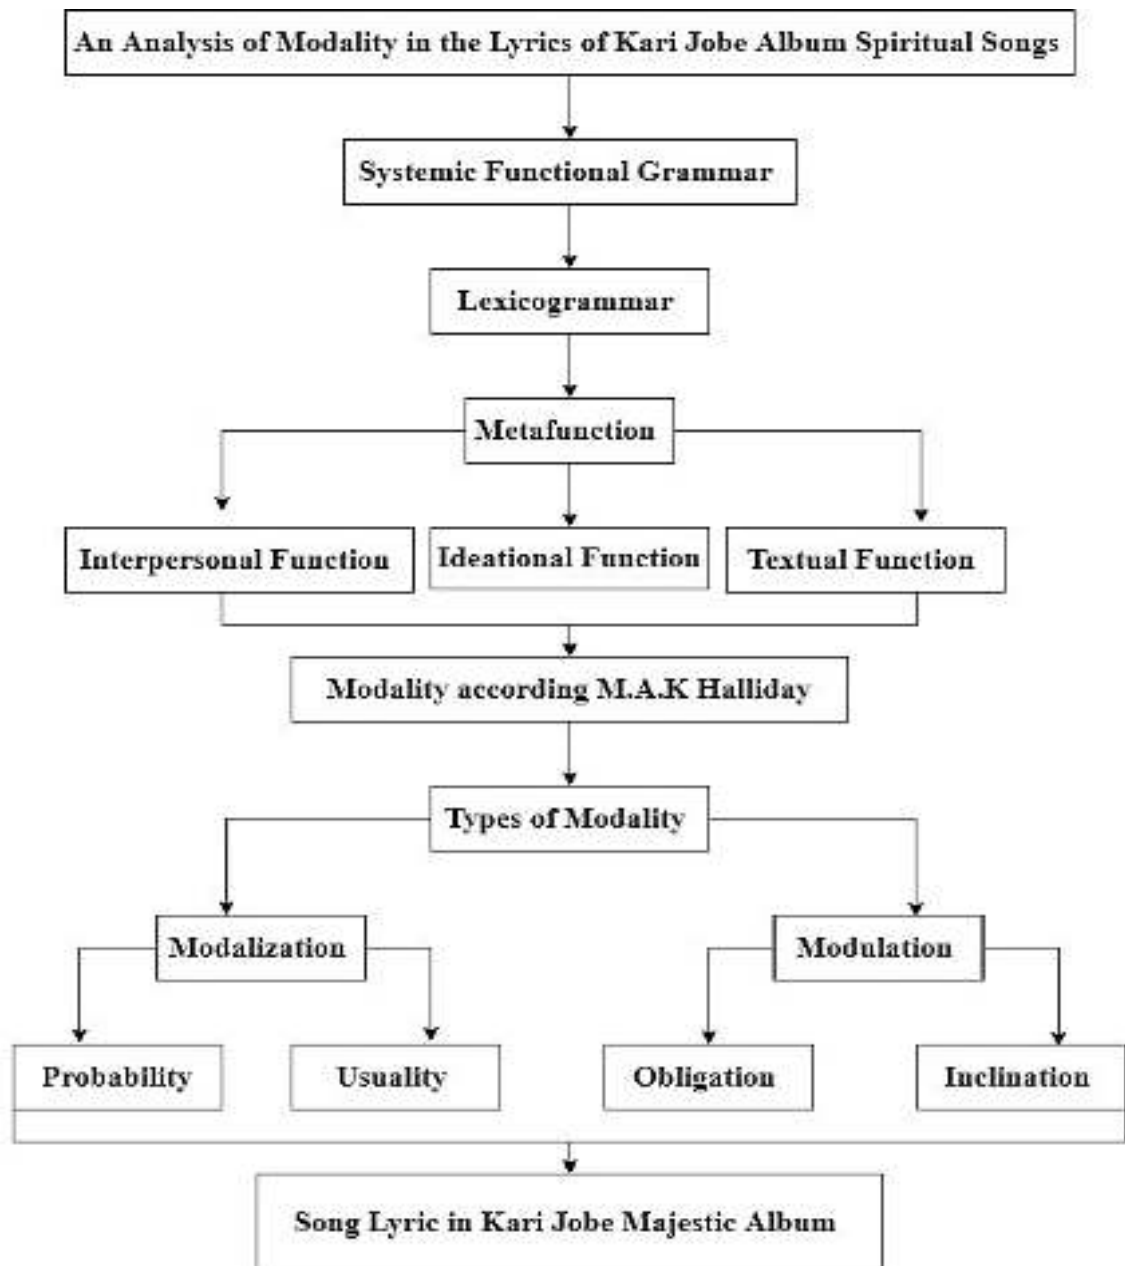 An Analysis of Modality in the Lyrics of Kari Jobe Album Spiritual Songs
Systemic Functional Grammar
Lexicogrammar
Metafunction
Interpersonal Function
Ideational Function
Textual Function
Modality according M.A.K Halliday
Types of Modality
Modalization
Modulation
Probability
Usuality
Obligation
Inclination
Song Lyric in Kari Jobe Majestic Album